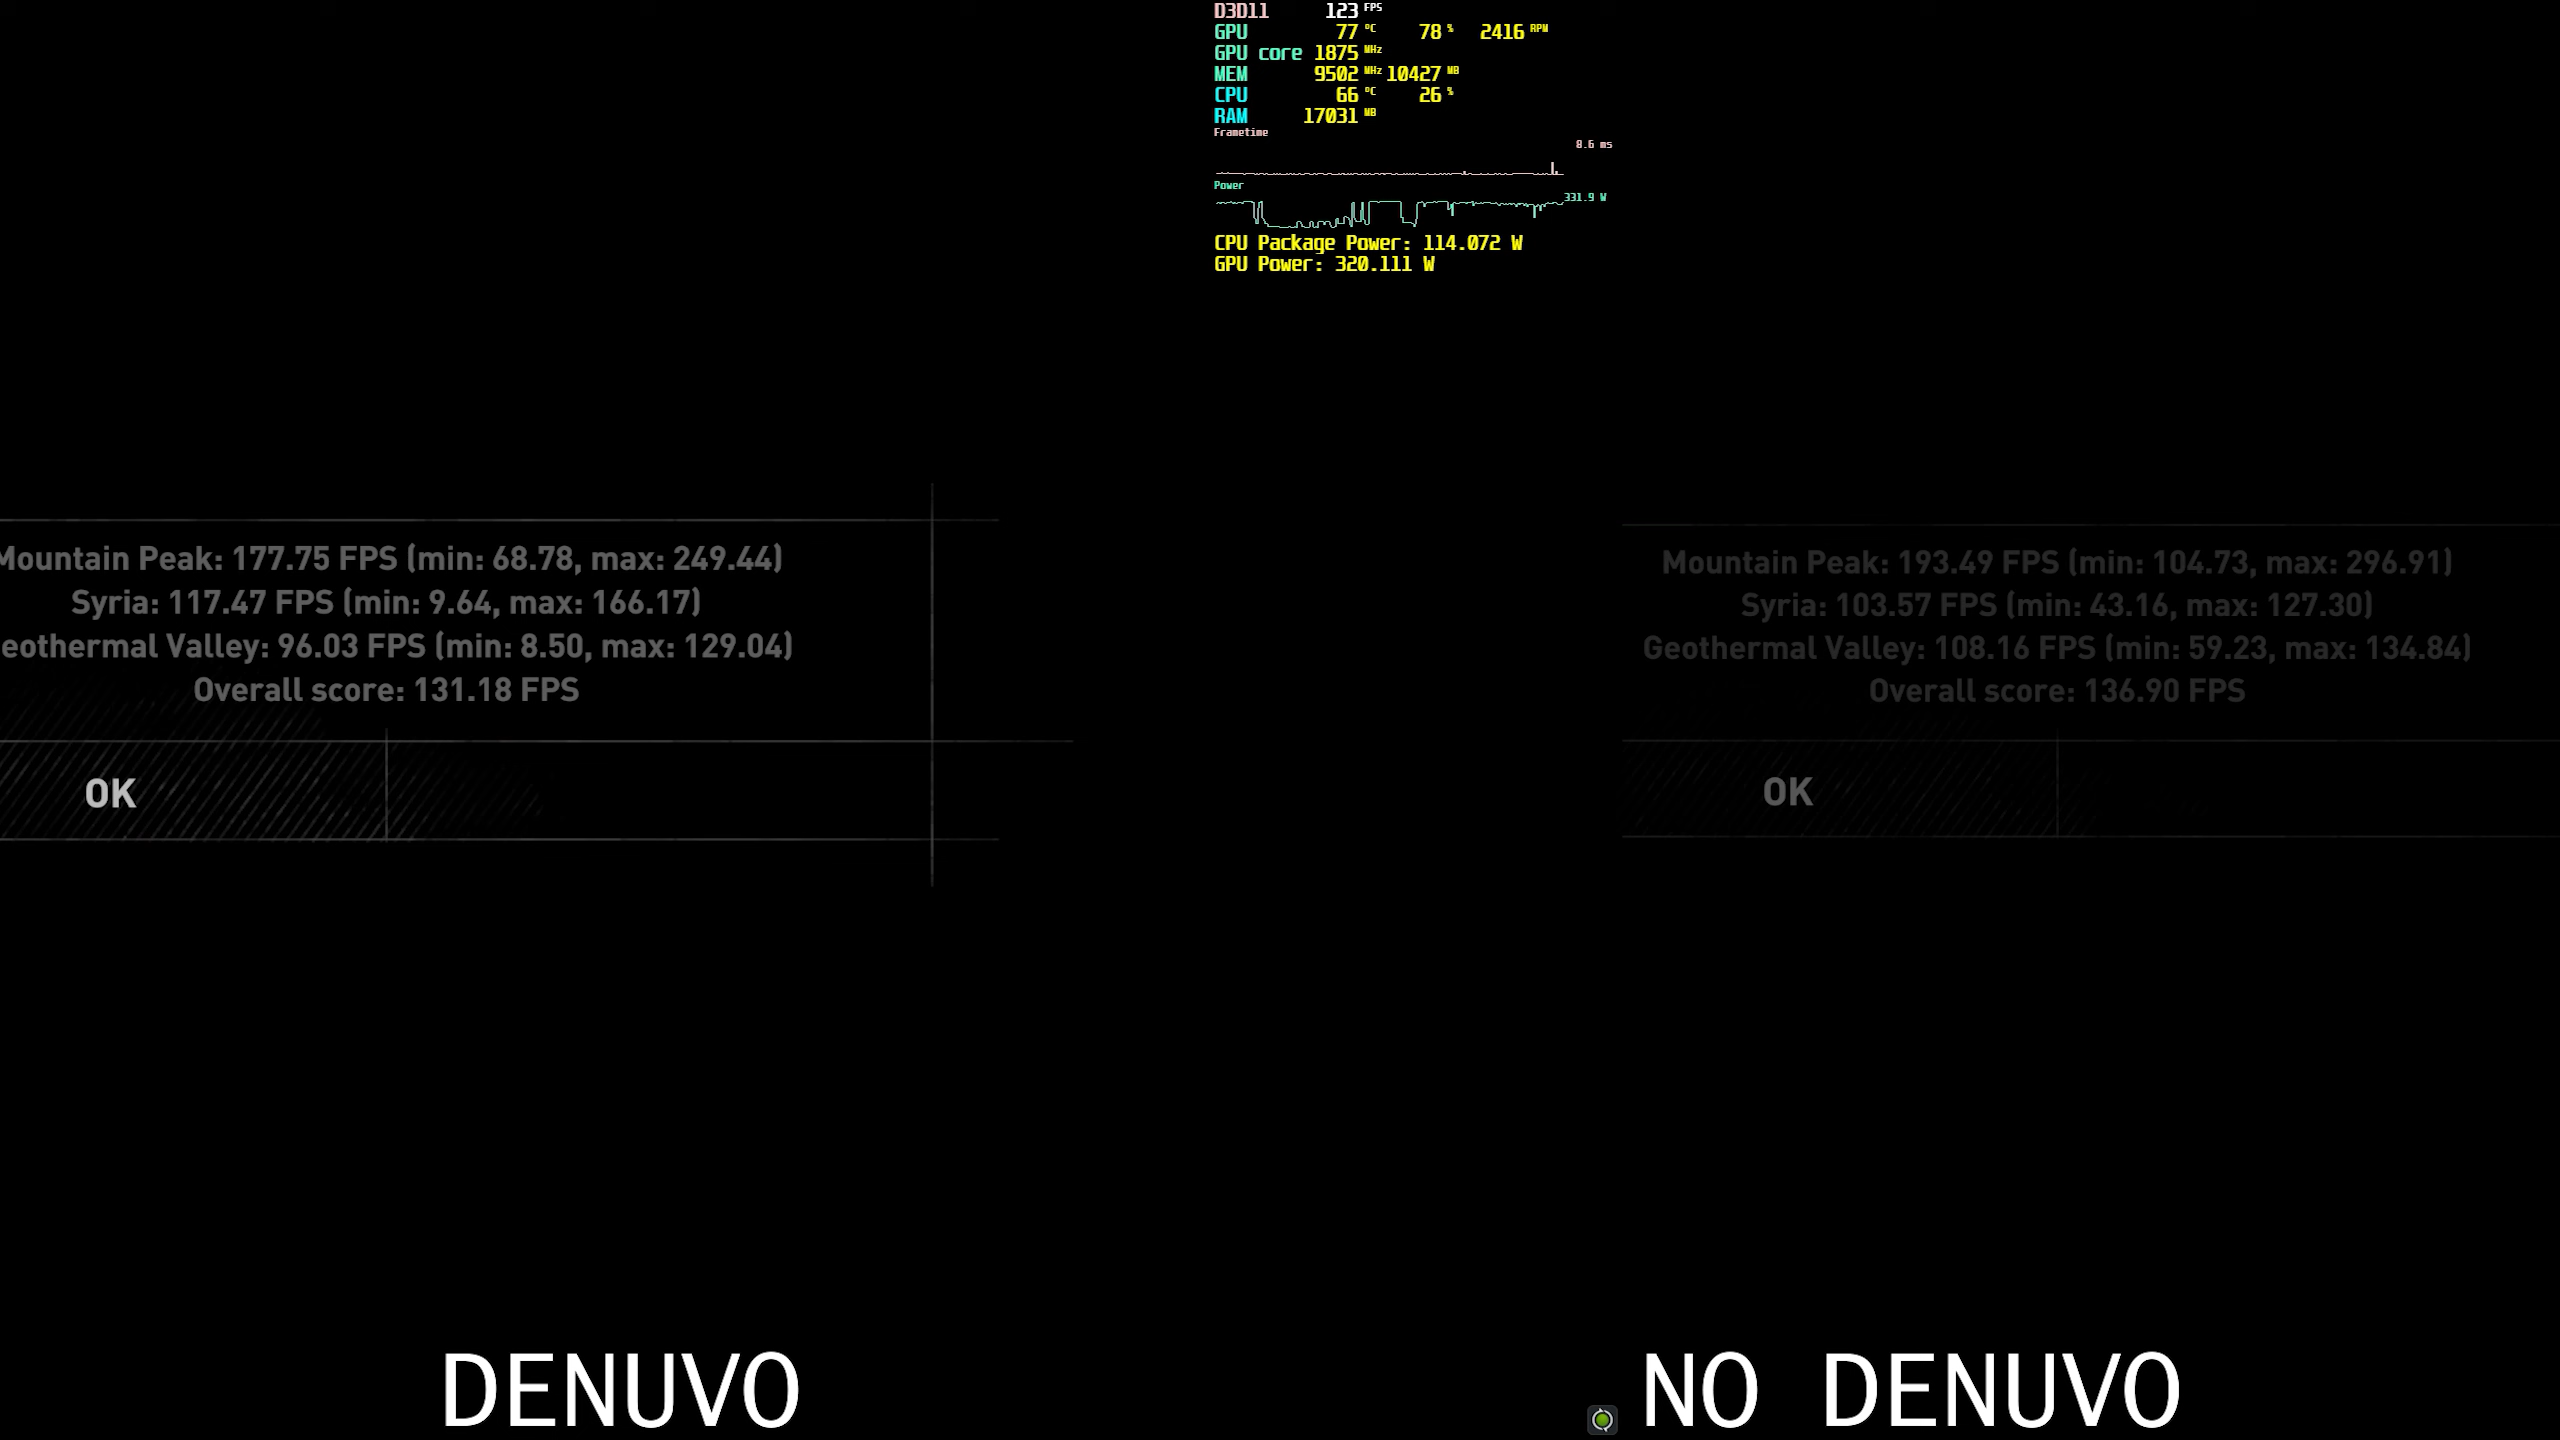 D3D11 123 FPS
GPU 77 °C 78 % 2416 RPM
GPU core 1875 MHz
MEM 9502 MHz 10427 MB
CPU 66 °C 26 %
RAM 17031 MB
Frametime
8.6 ms
Power
331.9 W
CPU Package Power: 114.072 W
GPU Power: 320.111 W
Mountain Peak: 177.75 FPS (min: 68.78, max: 249.44)
Syria: 117.47 FPS (min: 9.64, max: 166.17)
eothermal Valley: 96.03 FPS (min: 8.50, max: 129.04)
Overall score: 131.18 FPS
OK
Mountain Peak: 193.49 FPS (min: 104.73, max: 296.91)
Syria: 103.57 FPS (min: 43.16, max: 127.30)
Geothermal Valley: 108.16 FPS (min: 59.23, max: 134.84)
Overall score: 136.90 FPS
OK
DENUVO
NO DENUVO